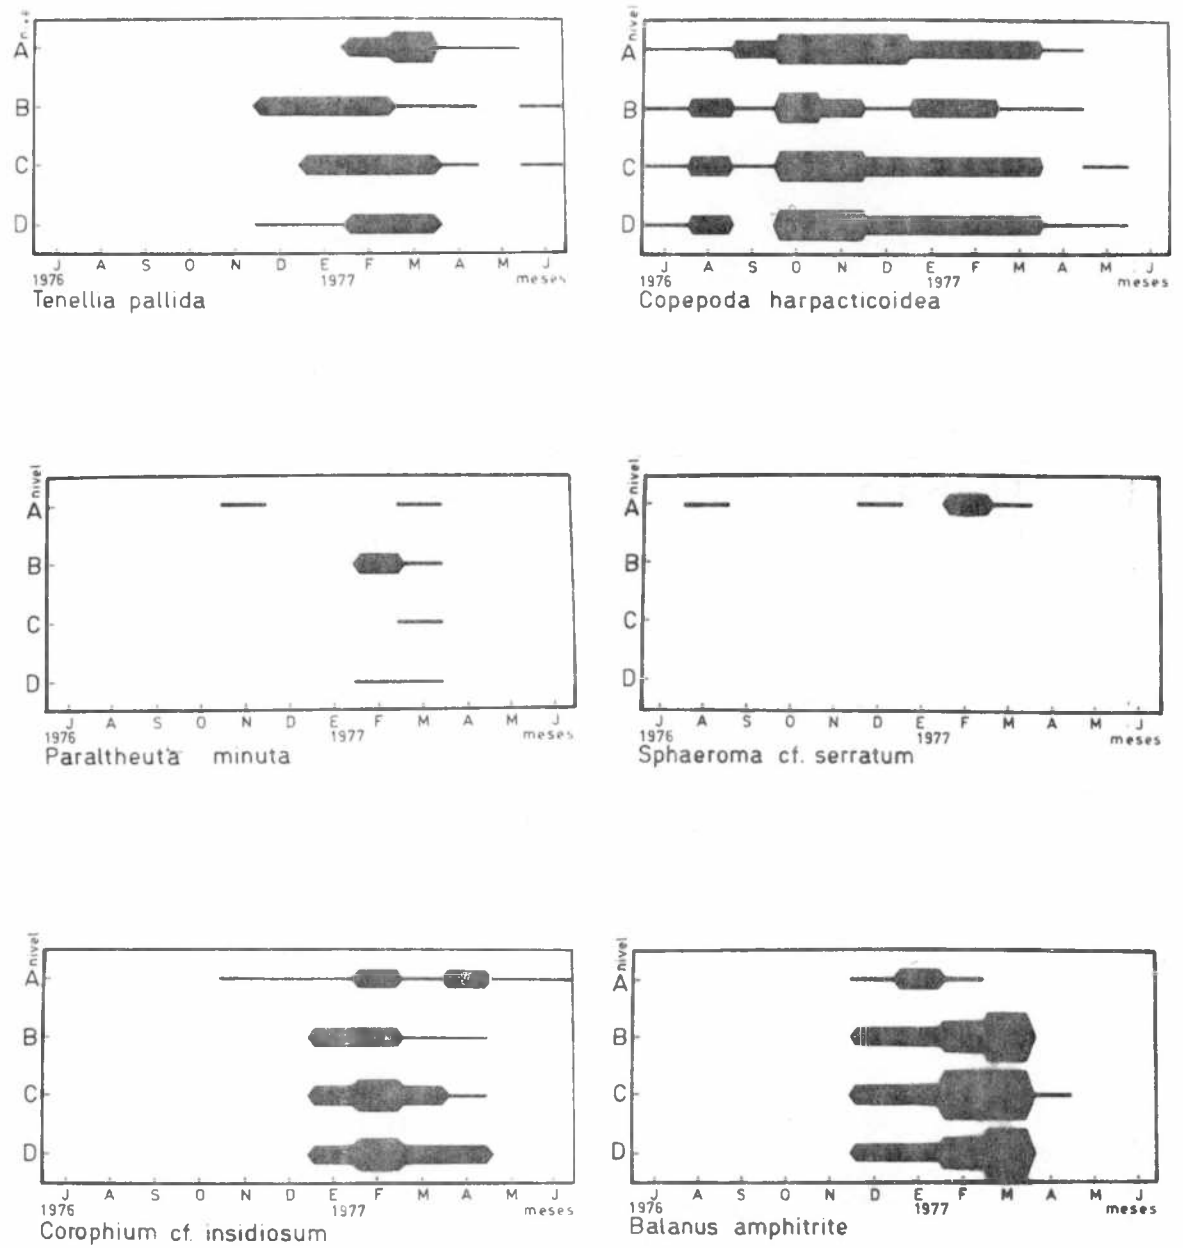 nivel
A
B
C
D
J A S O N D E F M A M J
1976 1977 meses
Tenellia pallida
nivel
A
B
C
D
J A S O N D E F M A M J
1976 1977 meses
Copepoda harpacticoidea
nivel
A
B
C
D
J A S O N D E F M A M J
1976 1977 meses
Paraltheuta minuta
nivel
A
B
C
D
J A S O N D E F M A M J
1976 1977 meses
Sphaeroma cf. serratum
nivel
A
B
C
D
J A S O N D E F M A M J
1976 1977 meses
Corophium cf. insidiosum
nivel
A
B
C
D
J A S O N D E F M A M J
1976 1977 meses
Balanus amphitrite